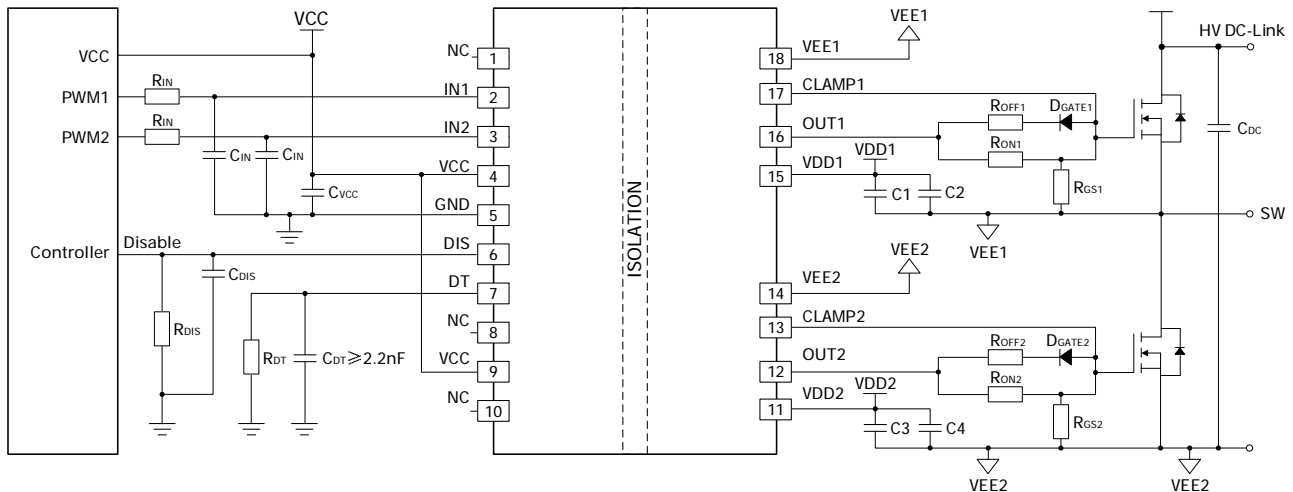 VCC
VCC
PWM1
PWM2
RIN
RIN
CIN
CIN
CVCC
Controller
Disable
CDIS
RDIS
RDT
CDT⩾2.2nF
NC
1
IN1
2
IN2
3
VCC
4
GND
5
DIS
6
DT
7
NC
8
VCC
9
NC
10
ISOLATION
18
VEE1
VEE1
17
CLAMP1
16
OUT1
15
VDD1
VDD1
ROFF1
DGATE1
RON1
RGS1
C1
C2
VEE1
HV DC-Link
CDC
SW
14
VEE2
VEE2
13
CLAMP2
12
OUT2
11
VDD2
VDD2
ROFF2
DGATE2
RON2
RGS2
C3
C4
VEE2
VEE2